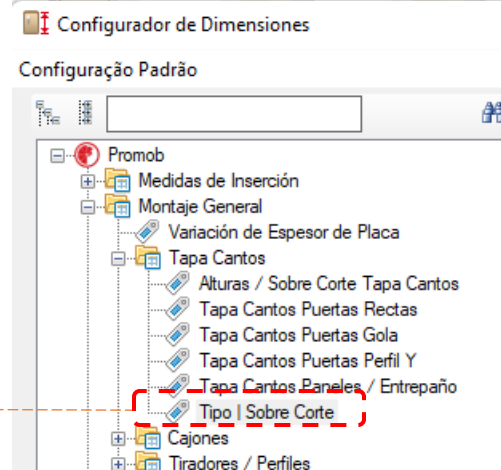 Configurador de Dimensiones
Configuração Padrão
Promob
Medidas de Inserción
Montaje General
Variación de Espesor de Placa
Tapa Cantos
Alturas / Sobre Corte Tapa Cantos
Tapa Cantos Puertas Rectas
Tapa Cantos Puertas Gola
Tapa Cantos Puertas Perfil Y
Tapa Cantos Paneles / Entrepaño
Tipo | Sobre Corte
Cajones
Tiradores / Perfiles